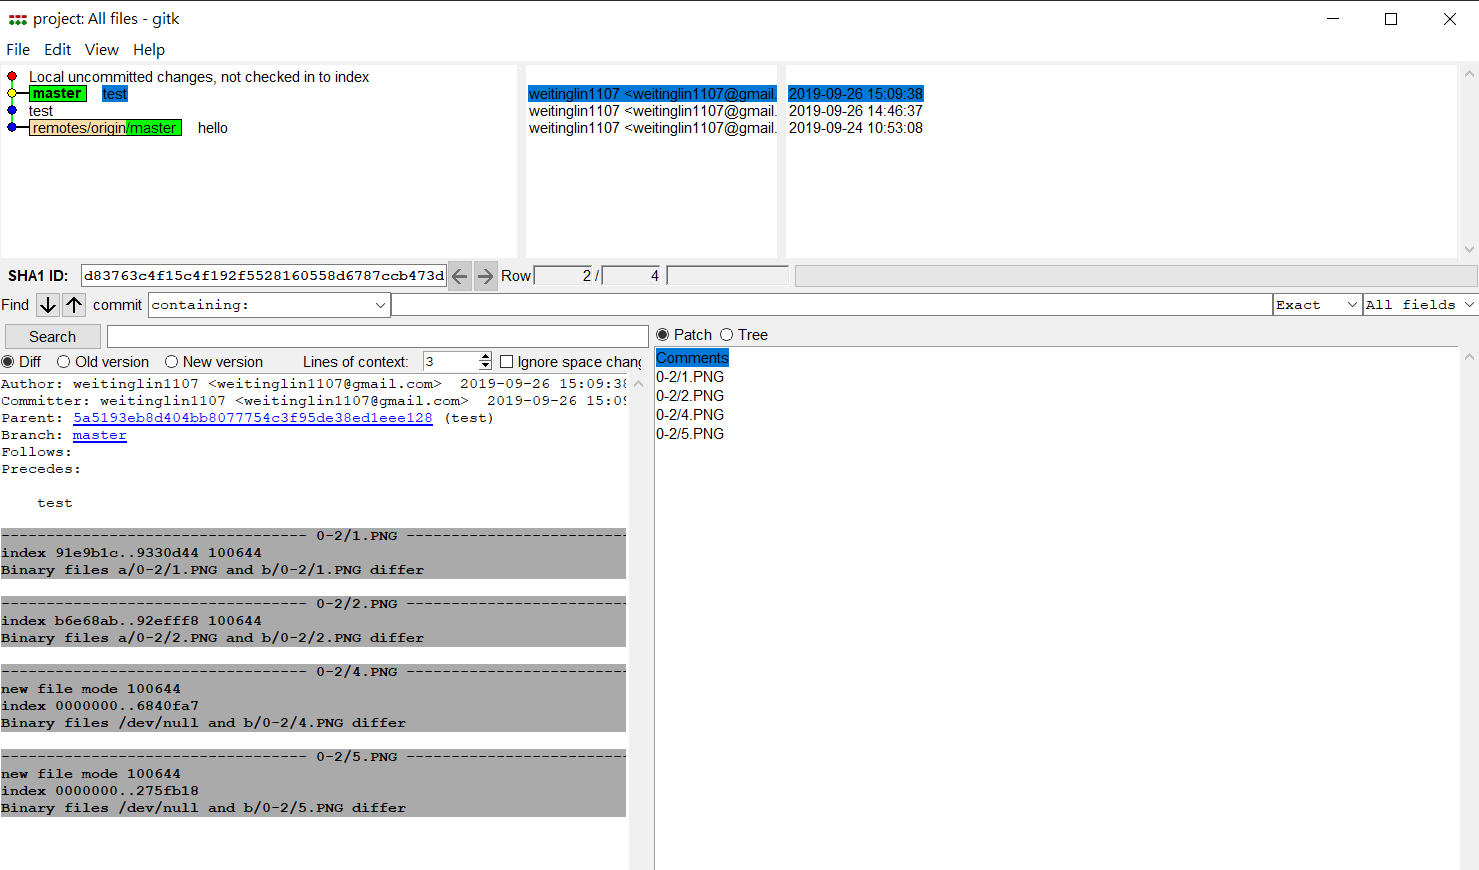 project: All files - gitk
File Edit View Help
Local uncommitted changes, not checked in to index
master test weitinglin1107 <weitinglin1107@gmail. 2019-09-26 15:09:38
test weitinglin1107 <weitinglin1107@gmail. 2019-09-26 14:46:37
remotes/origin/master hello weitinglin1107 <weitinglin1107@gmail. 2019-09-24 10:53:08
SHA1 ID: d83763c4f15c4f192f5528160558d6787ccb473d Row 2 / 4
Find commit containing: Exact All fields
Search
Diff Old version New version Lines of context: 3 Ignore space chang
Author: weitinglin1107 <weitinglin1107@gmail.com> 2019-09-26 15:09:38
Committer: weitinglin1107 <weitinglin1107@gmail.com> 2019-09-26 15:09
Parent: 5a5193eb8d404bb8077754c3f95de38ed1eee128 (test)
Branch: master
Follows:
Precedes:
test
---------------------------------- 0-2/1.PNG -------------------------
index 91e9b1c..9330d44 100644
Binary files a/0-2/1.PNG and b/0-2/1.PNG differ
---------------------------------- 0-2/2.PNG -------------------------
index b6e68ab..92efff8 100644
Binary files a/0-2/2.PNG and b/0-2/2.PNG differ
---------------------------------- 0-2/4.PNG -------------------------
new file mode 100644
index 0000000..6840fa7
Binary files /dev/null and b/0-2/4.PNG differ
---------------------------------- 0-2/5.PNG -------------------------
new file mode 100644
index 0000000..275fb18
Binary files /dev/null and b/0-2/5.PNG differ
Patch Tree
Comments
0-2/1.PNG
0-2/2.PNG
0-2/4.PNG
0-2/5.PNG